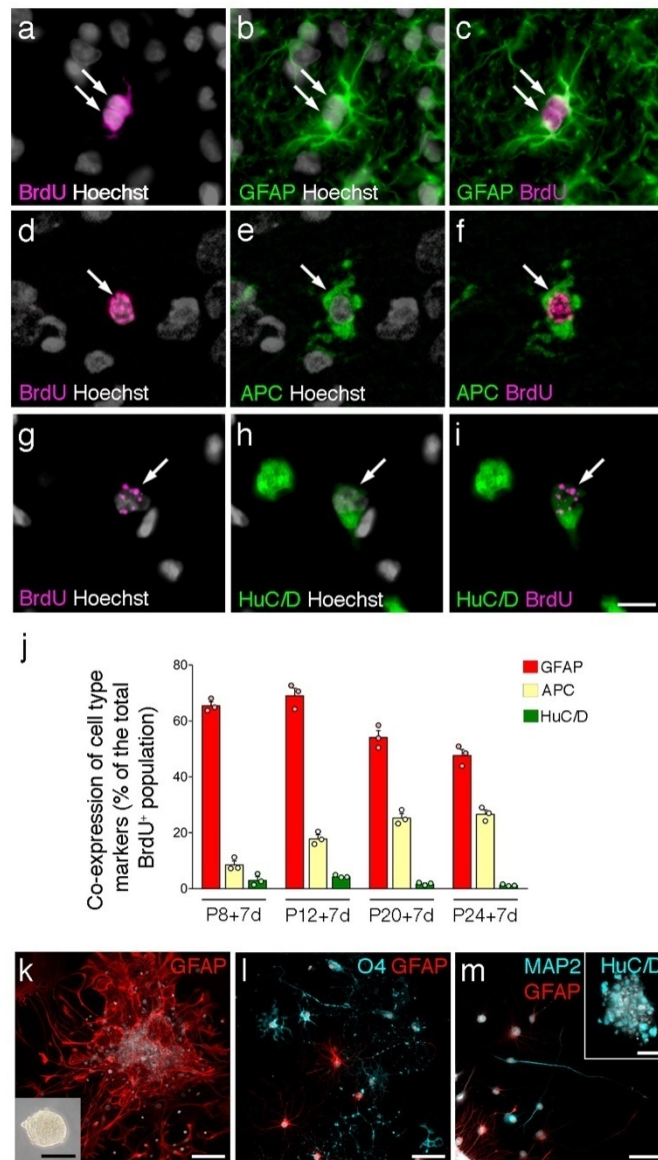 a
b
c
BrdU Hoechst
GFAP Hoechst
GFAP BrdU
d
e
f
BrdU Hoechst
APC Hoechst
APC BrdU
g
h
i
BrdU Hoechst
HuC/D Hoechst
HuC/D BrdU
j
Co-expression of cell type
markers (% of the total
BrdU⁺ population)
80
60
40
20
0
GFAP
APC
HuC/D
P8+7d
P12+7d
P20+7d
P24+7d
k
GFAP
l
O4 GFAP
m
MAP2
GFAP
HuC/D